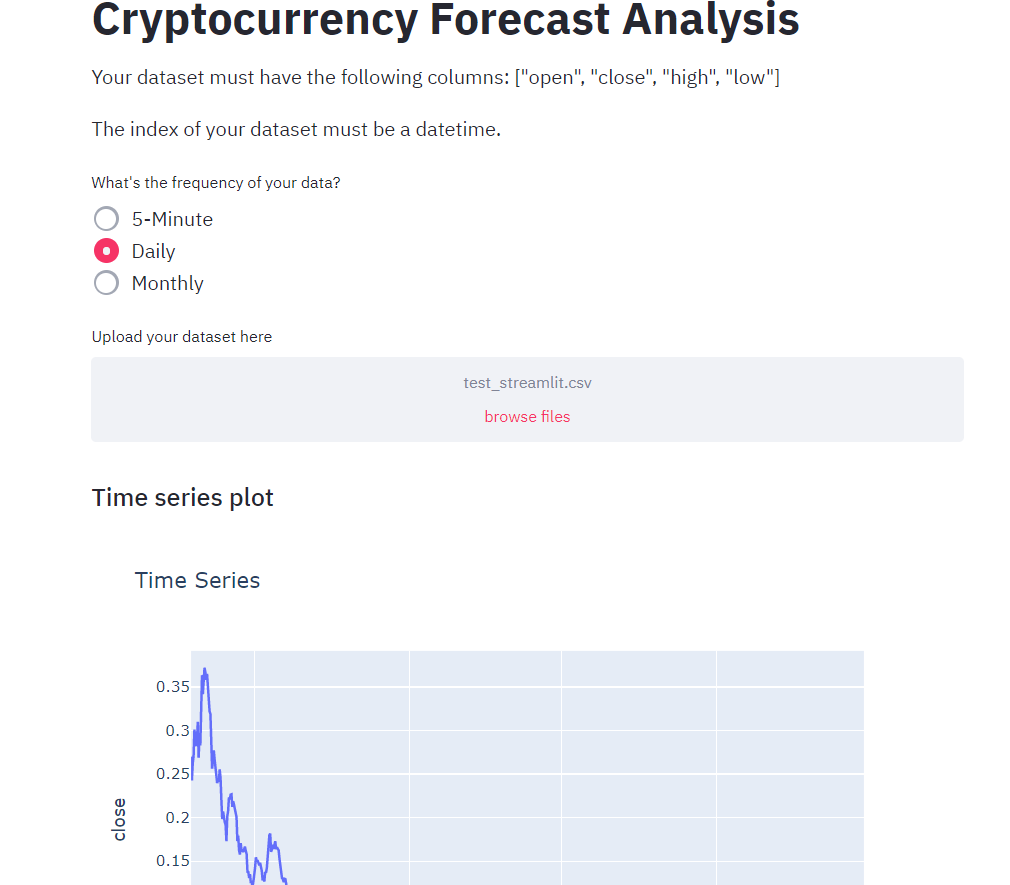 Cryptocurrency Forecast Analysis
Your dataset must have the following columns: ["open", "close", "high", "low"]
The index of your dataset must be a datetime.
What's the frequency of your data?
5-Minute
Daily
Monthly
Upload your dataset here
test_streamlit.csv
browse files
Time series plot
Time Series
0.35
0.3
0.25
0.2
0.15
close